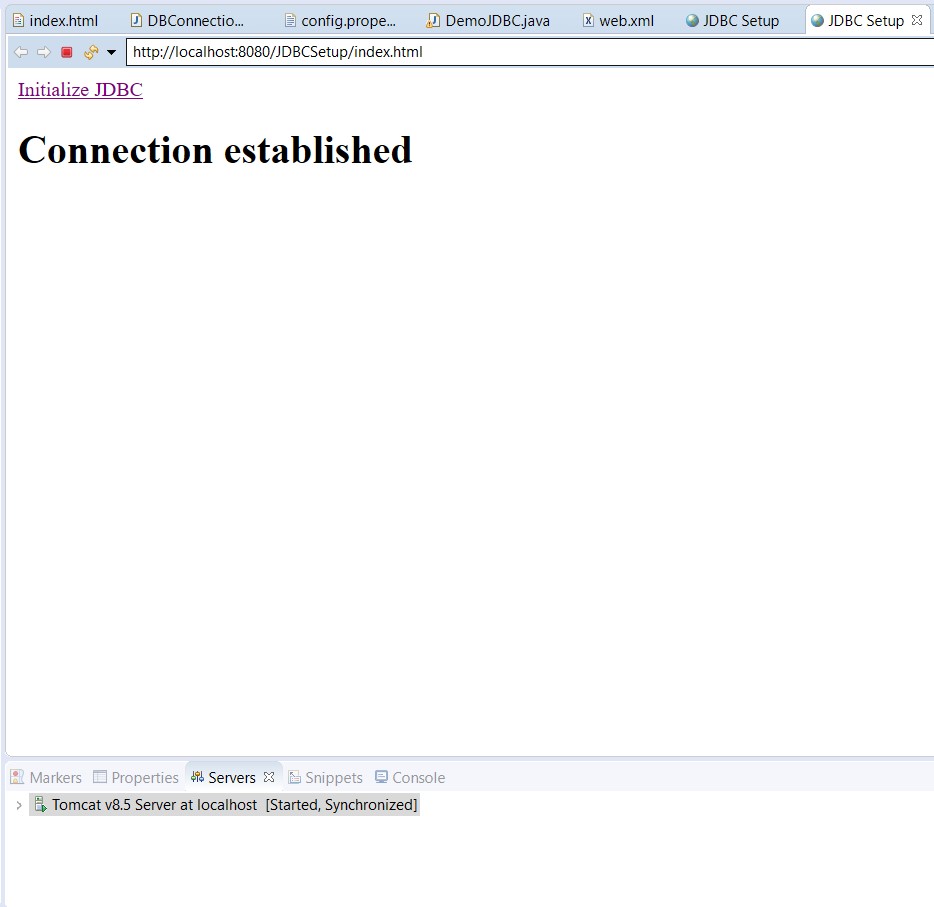 index.html DBConnectio... config.prope... DemoJDBC.java web.xml JDBC Setup JDBC Setup
http://localhost:8080/JDBCSetup/index.html
Initialize JDBC
Connection established
Markers Properties Servers Snippets Console
Tomcat v8.5 Server at localhost [Started, Synchronized]